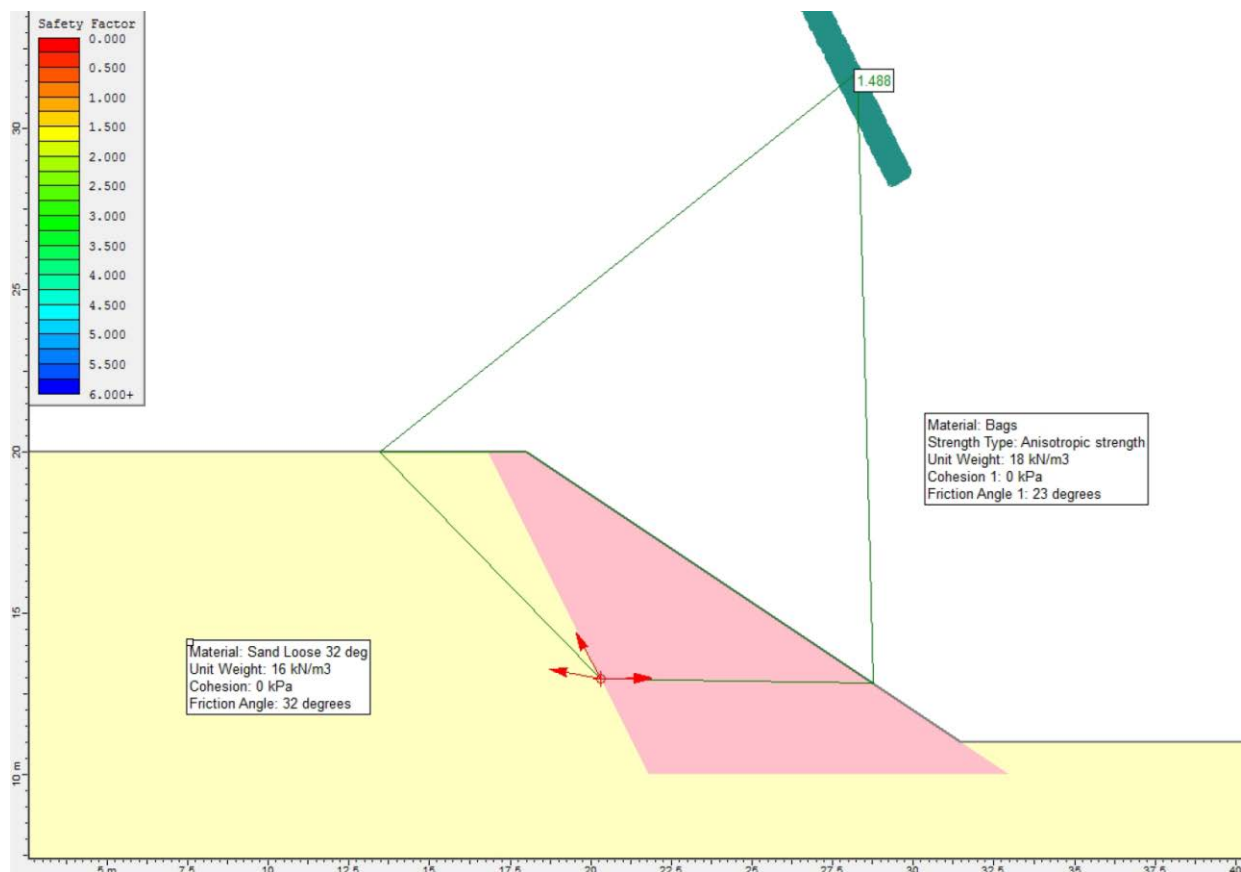 Safety Factor
0.000
0.500
1.000
1.500
2.000
2.500
3.000
3.500
4.000
4.500
5.000
5.500
6.000+
1.488
30
25
20
15
10 m
Material: Bags
Strength Type: Anisotropic strength
Unit Weight: 18 kN/m3
Cohesion 1: 0 kPa
Friction Angle 1: 23 degrees
Material: Sand Loose 32 deg
Unit Weight: 16 kN/m3
Cohesion: 0 kPa
Friction Angle: 32 degrees
5 m 7.5 10 12.5 15 17.5 20 22.5 25 27.5 30 32.5 35 37.5 40